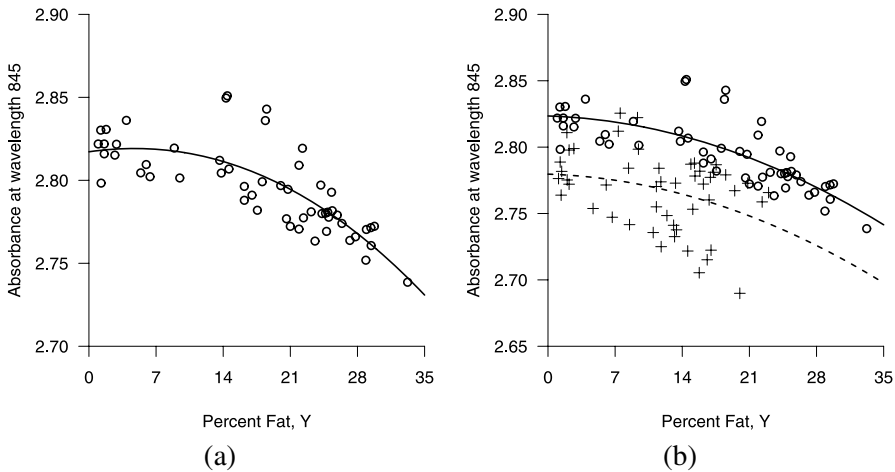 2.90
2.85
2.80
2.75
2.70
Absorbance at wavelength 845
0 7 14 21 28 35
Percent Fat, Y
(a)
2.90
2.85
2.80
2.75
2.70
2.65
Absorbance at wavelength 845
0 7 14 21 28 35
Percent Fat, Y
(b)